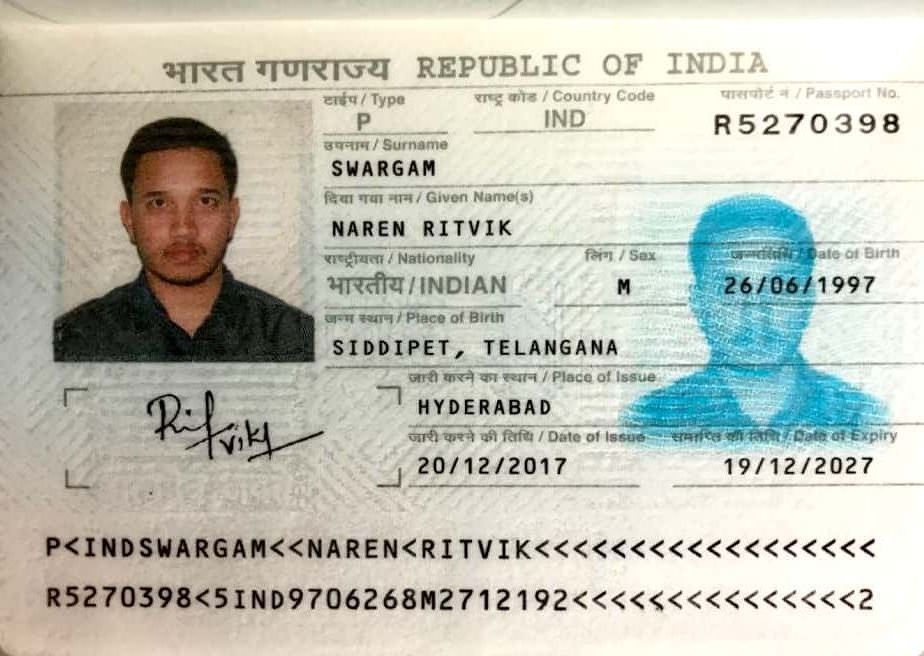 भारत गणराज्य REPUBLIC OF INDIA
टाईप / Type
राष्ट्र कोड / Country Code
पासपोर्ट नं / Passport No.
P
IND
R5270398
उपनाम / Surname
SWARGAM
दिया गया नाम / Given Name(s)
NAREN RITVIK
राष्ट्रीयता / Nationality
लिंग / Sex
जन्मतिथि / Date of Birth
भारतीय / INDIAN
M
26/06/1997
जन्म स्थान / Place of Birth
SIDDIPET, TELANGANA
जारी करने का स्थान / Place of Issue
HYDERABAD
Ritvik
जारी करने की तिथि / Date of Issue
समाप्ति की तिथि / Date of Expiry
20/12/2017
19/12/2027
P<INDSWARGAM<<NAREN<RITVIK<<<<<<<<<<<<<<<<<<
R5270398<5IND9706268M2712192<<<<<<<<<<<<<<<2